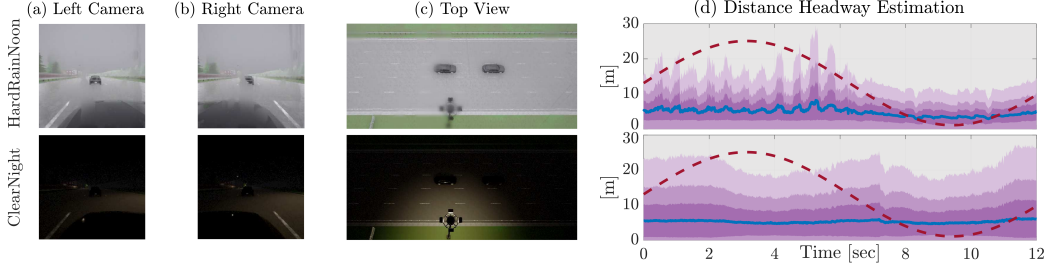 (a) Left Camera
(b) Right Camera
(c) Top View
(d) Distance Headway Estimation
HardRainNoon
[m]
30
20
10
0
ClearNight
[m]
30
20
10
0
0 2 4 6 8 10 12
Time [sec]